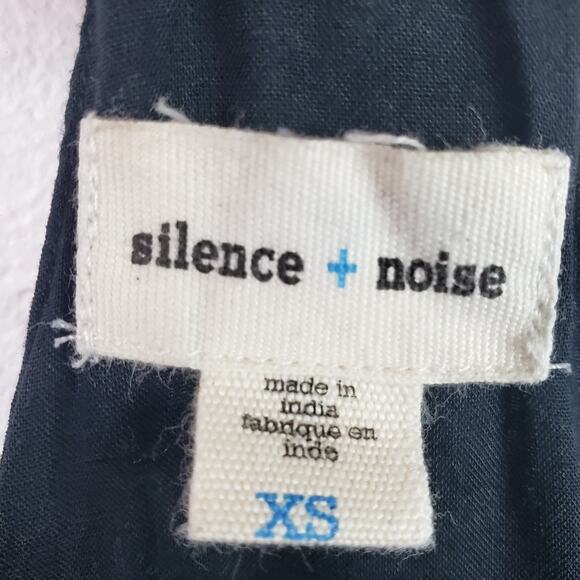 silence + noise
made in
india
fabrique en
inde
XS